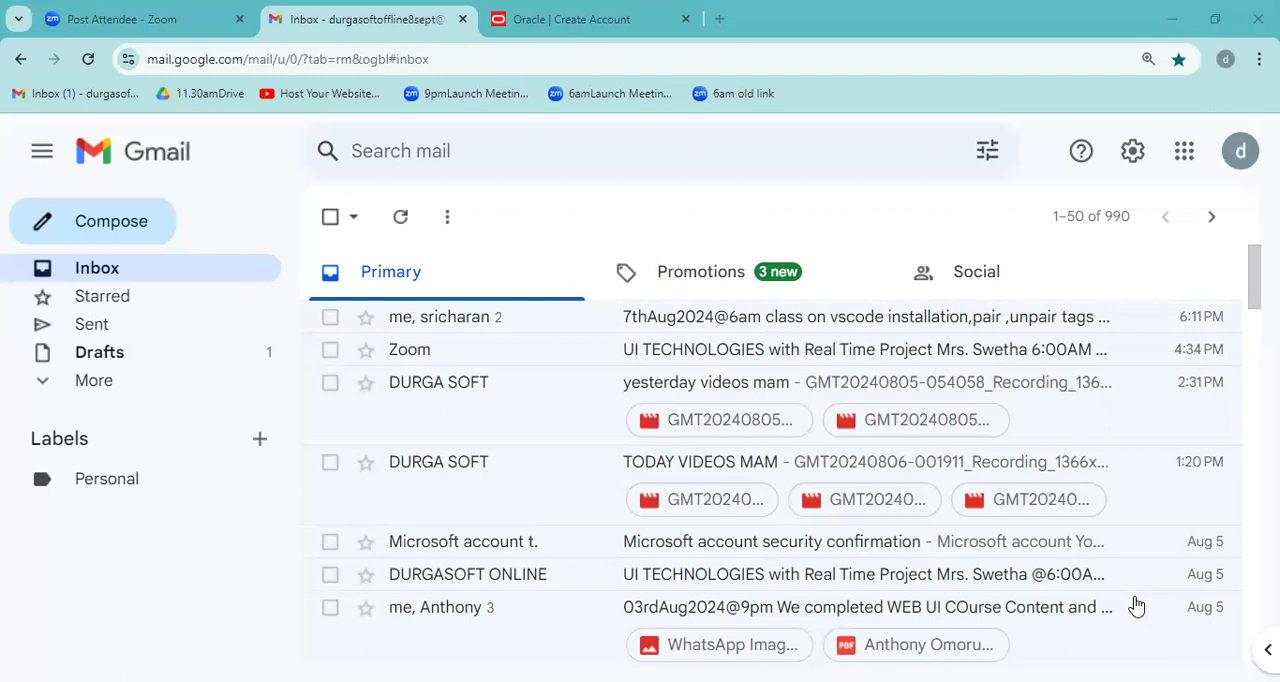 Post Attendee - Zoom
Inbox - durgasoftoffline8sept@
Oracle | Create Account
mail.google.com/mail/u/0/?tab=rm&ogbl#inbox
d
Inbox (1) - durgasof...
11.30amDrive
Host Your Website...
zm 9pmLaunch Meetin...
zm 6amLaunch Meetin...
zm 6am old link
Gmail
Search mail
d
Compose
1–50 of 990
Inbox
Primary
Promotions 3 new
Social
Starred
Sent
Drafts 1
More
Labels
Personal
me, sricharan 2 7thAug2024@6am class on vscode installation,pair ,unpair tags ... 6:11 PM
Zoom UI TECHNOLOGIES with Real Time Project Mrs. Swetha 6:00AM ... 4:34 PM
DURGA SOFT yesterday videos mam - GMT20240805-054058_Recording_136... 2:31 PM
GMT20240805... GMT20240805...
DURGA SOFT TODAY VIDEOS MAM - GMT20240806-001911_Recording_1366x... 1:20 PM
GMT20240... GMT20240... GMT20240...
Microsoft account t. Microsoft account security confirmation - Microsoft account Yo... Aug 5
DURGASOFT ONLINE UI TECHNOLOGIES with Real Time Project Mrs. Swetha @6:00A... Aug 5
me, Anthony 3 03rdAug2024@9pm We completed WEB UI COurse Content and ... Aug 5
WhatsApp Imag... PDF Anthony Omoru...